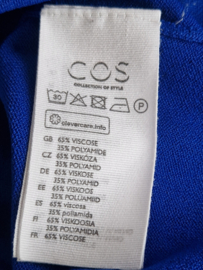 COS
COLLECTION OF STYLE
30 P
clevercare.info
GB 65% VISCOSE
35% POLYAMIDE
CZ 65% VISKÓZA
35% POLYAMID
DE 65% VISKOSE
35% POLYAMID
EE 65% VISKOOS
35% POLÜAMIID
ES 65% viscosa
35% poliamida
FI 65% VISKOOSIA
35% POLYAMIDIA
FR 65% VISCOSE